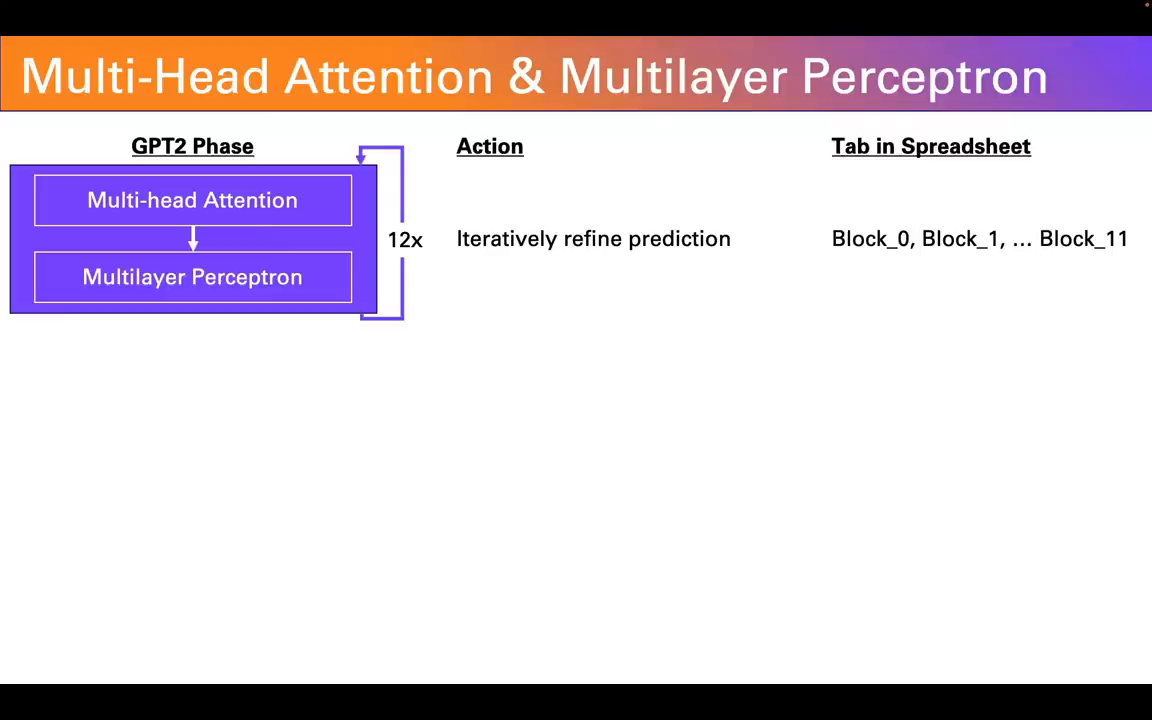 Multi-Head Attention & Multilayer Perceptron
GPT2 Phase
Action
Tab in Spreadsheet
Multi-head Attention
Multilayer Perceptron
12x
Iteratively refine prediction
Block_0, Block_1, ... Block_11